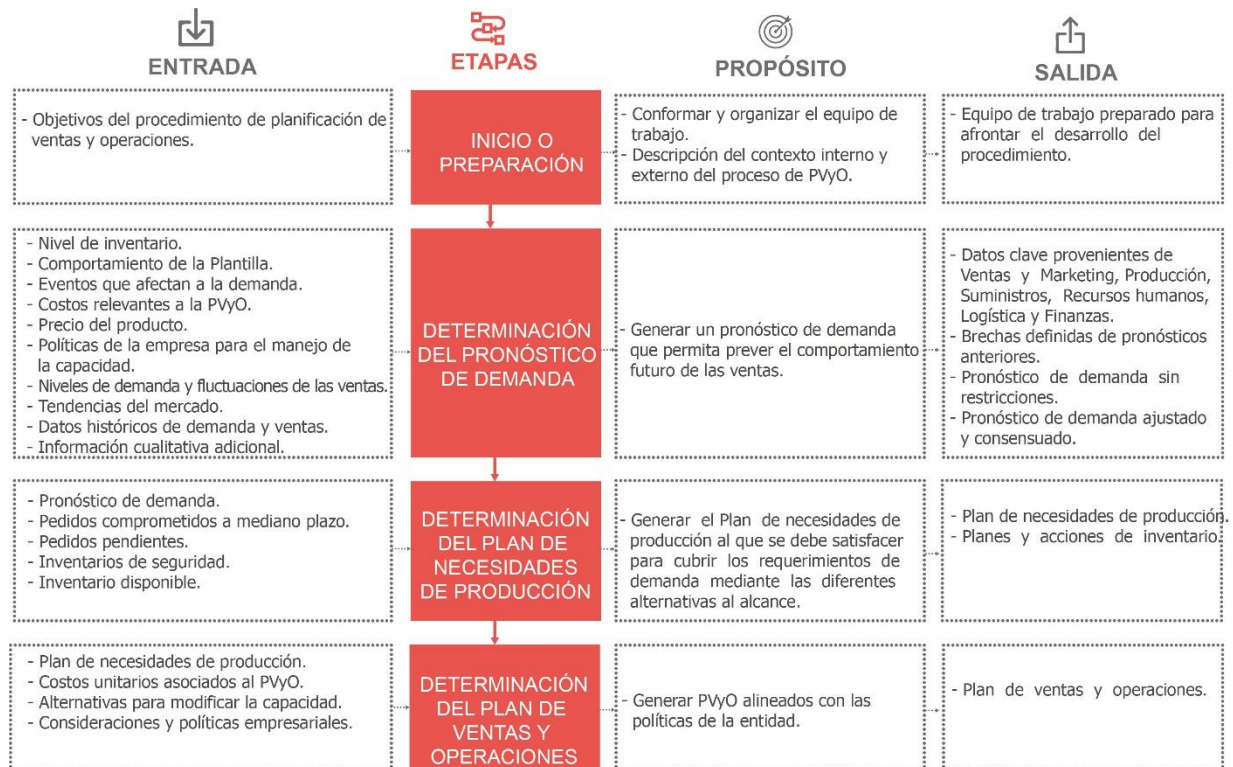 ENTRADA
ETAPAS
PROPÓSITO
SALIDA
- Objetivos del procedimiento de planificación de
ventas y operaciones.
INICIO O
PREPARACIÓN
- Conformar y organizar el equipo de
trabajo.
- Descripción del contexto interno y
externo del proceso de PVyO.
- Equipo de trabajo preparado para
afrontar el desarrollo del
procedimiento.
- Nivel de inventario.
- Comportamiento de la Plantilla.
- Eventos que afectan a la demanda.
- Costos relevantes a la PVyO.
- Precio del producto.
- Políticas de la empresa para el manejo de
la capacidad.
- Niveles de demanda y fluctuaciones de las ventas.
- Tendencias del mercado.
- Datos históricos de demanda y ventas.
- Información cualitativa adicional.
DETERMINACIÓN
DEL PRONÓSTICO
DE DEMANDA
- Generar un pronóstico de demanda
que permita prever el comportamiento
futuro de las ventas.
- Datos clave provenientes de
Ventas y Marketing, Producción,
Suministros, Recursos humanos,
Logística y Finanzas.
- Brechas definidas de pronósticos
anteriores.
- Pronóstico de demanda sin
restricciones.
- Pronóstico de demanda ajustado
y consensuado.
- Pronóstico de demanda.
- Pedidos comprometidos a mediano plazo.
- Pedidos pendientes.
- Inventarios de seguridad.
- Inventario disponible.
DETERMINACIÓN
DEL PLAN DE
NECESIDADES
DE PRODUCCIÓN
- Generar el Plan de necesidades de
producción al que se debe satisfacer
para cubrir los requerimientos de
demanda mediante las diferentes
alternativas al alcance.
- Plan de necesidades de producción.
- Planes y acciones de inventario.
- Plan de necesidades de producción.
- Costos unitarios asociados al PVyO.
- Alternativas para modificar la capacidad.
- Consideraciones y políticas empresariales.
DETERMINACIÓN
DEL PLAN DE
VENTAS Y
OPERACIONES
- Generar PVyO alineados con las
políticas de la entidad.
- Plan de ventas y operaciones.